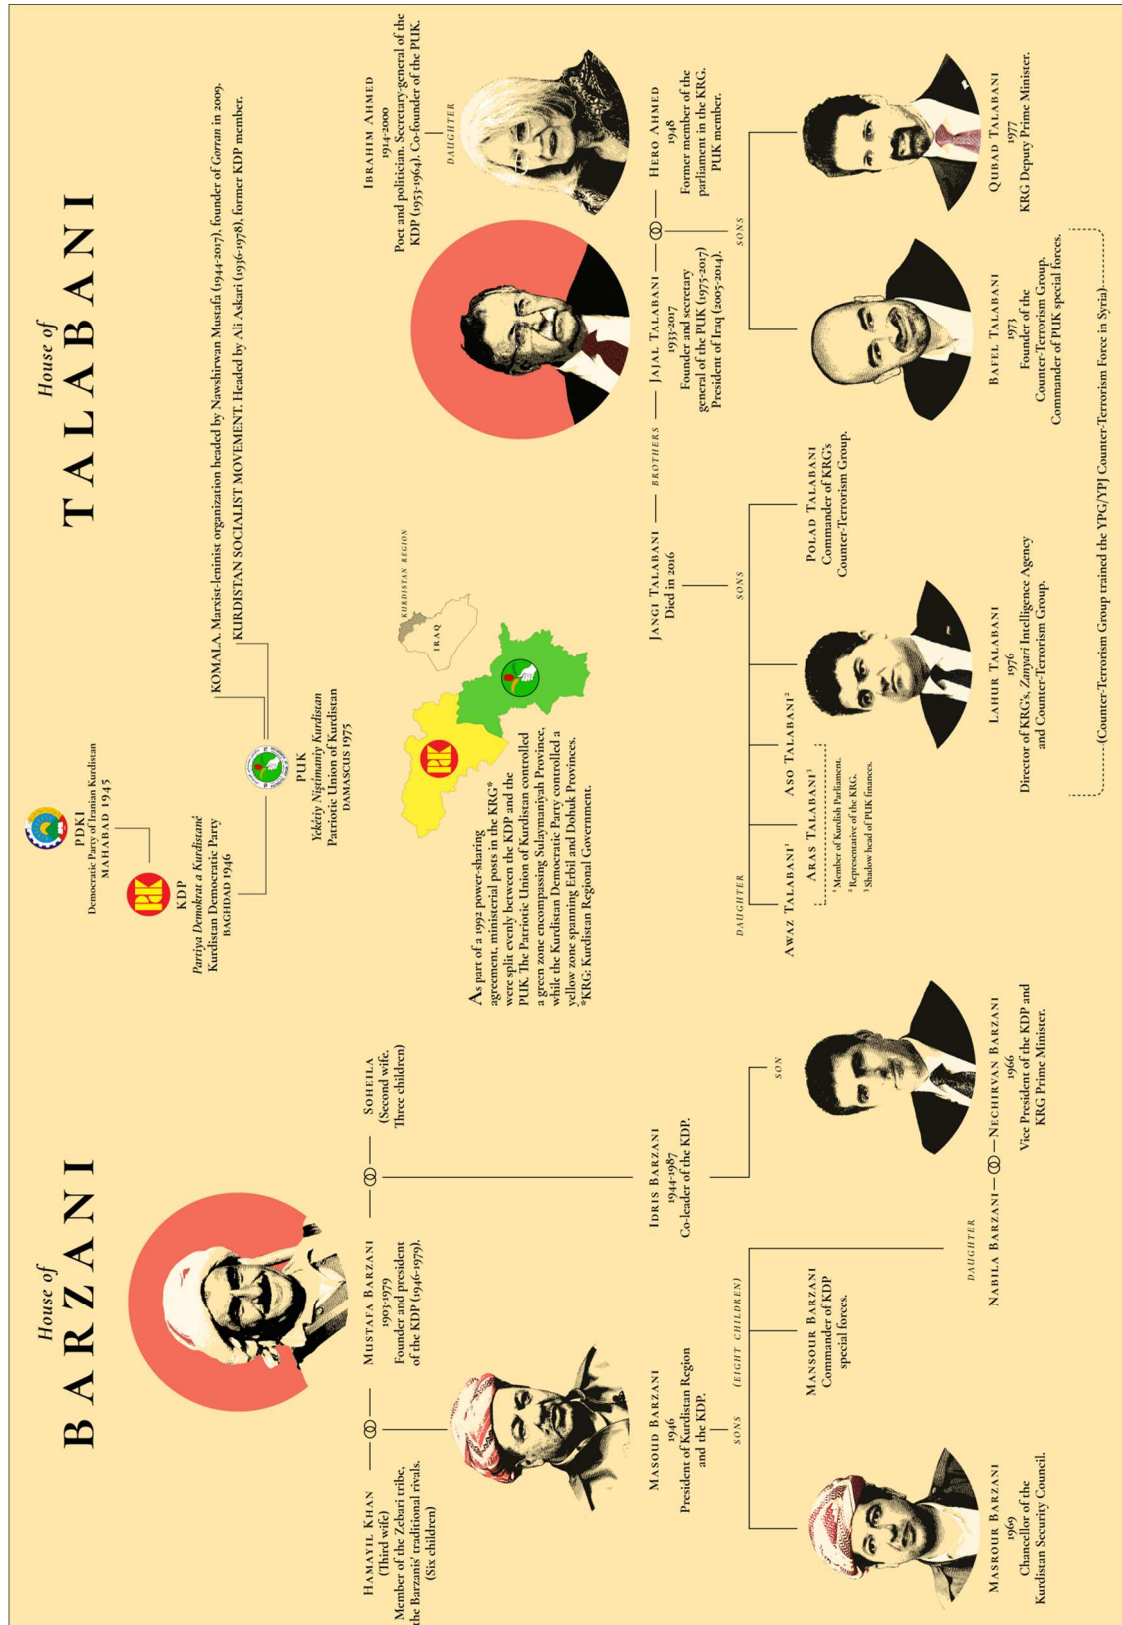 House of
BARZANI
HAMAYIL KHAN
(Third wife)
Member of the Zebari tribe,
the Barzanis' traditional rivals.
(Six children)
MUSTAFA BARZANI
1903-1979
Founder and president
of the KDP (1946-1979).
SOHEILA
(Second wife.
Three children)
MASOUD BARZANI
1946
President of Kurdistan Region
and the KDP.
IDRIS BARZANI
1944-1987
Co-leader of the KDP.
SONS
(EIGHT CHILDREN)
SON
MASROUR BARZANI
1969
Chancellor of the
Kurdistan Security Council.
MANSOUR BARZANI
Commander of KDP
special forces.
DAUGHTER
NABILA BARZANI
NECHIRVAN BARZANI
1966
Vice President of the KDP and
KRG Prime Minister.
PDKI
Democratic Party of Iranian Kurdistan
MAHABAD 1945
KDP
Partiya Demokrat a Kurdistanê
Kurdistan Democratic Party
BAGHDAD 1946
PUK
Yekêtiy Niştîmaniy Kurdistan
Patriotic Union of Kurdistan
DAMASCUS 1975
KOMALA. Marxist-leninist organization headed by Nawshirwan Mustafa (1944-2017), founder of Gorran in 2009.
KURDISTAN SOCIALIST MOVEMENT. Headed by Ali Askari (1936-1978), former KDP member.
As part of a 1992 power-sharing
agreement, ministerial posts in the KRG*
were split evenly between the KDP and the
PUK. The Patriotic Union of Kurdistan controlled
a green zone encompassing Sulaymaniyah Province,
while the Kurdistan Democratic Party controlled a
yellow zone spanning Erbil and Dohuk Provinces.
*KRG: Kurdistan Regional Government.
KURDISTAN REGION
IRAQ
House of
TALABANI
IBRAHIM AHMED
1914-2000
Poet and politician. Secretary-general of the
KDP (1953-1964). Co-founder of the PUK.
DAUGHTER
JANGI TALABANI
Died in 2016
BROTHERS
JAJAL TALABANI
1933-2017
Founder and secretary
general of the PUK (1975-2017)
President of Iraq (2005-2014).
HERO AHMED
1948
Former member of the
parliament in the KRG.
PUK member.
DAUGHTER
SONS
SONS
AWAZ TALABANI¹
ARAS TALABANI³
ASO TALABANI²
¹ Member of Kurdish Parliament.
² Representative of the KRG.
³ Shadow head of PUK finances.
LAHUR TALABANI
1976
Director of KRG's, Zanyari Intelligence Agency
and Counter-Terrorism Group.
POLAD TALABANI
Commander of KRG's
Counter-Terrorism Group.
BAFEL TALABANI
1973
Founder of the
Counter-Terrorism Group.
Commander of PUK special forces.
QUBAD TALABANI
1977
KRG Deputy Prime Minister.
(Counter-Terrorism Group trained the YPG/YPJ Counter-Terrorism Force in Syria)